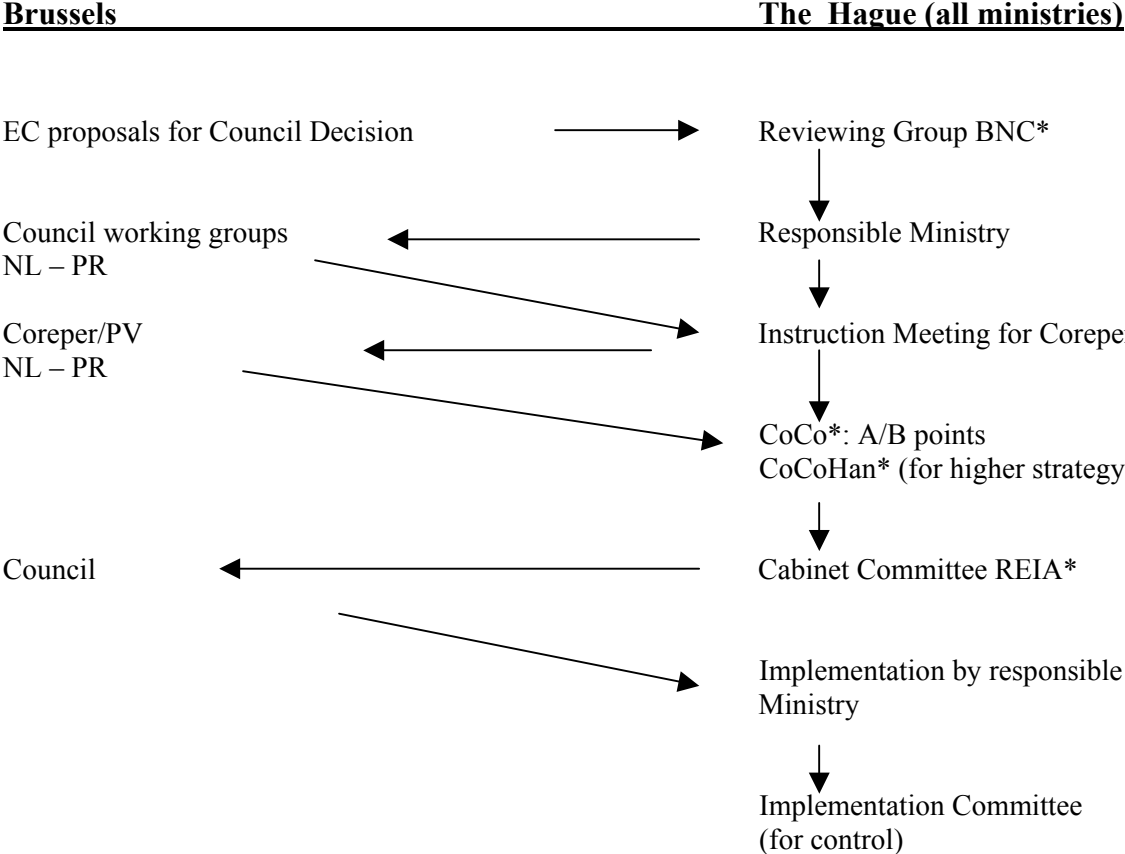 Brussels
The Hague (all ministries)
EC proposals for Council Decision
Reviewing Group BNC*
Council working groups
NL – PR
Responsible Ministry
Coreper/PV
NL – PR
Instruction Meeting for Coreper
CoCo*: A/B points
CoCoHan* (for higher strategy
Council
Cabinet Committee REIA*
Implementation by responsible
Ministry
Implementation Committee
(for control)